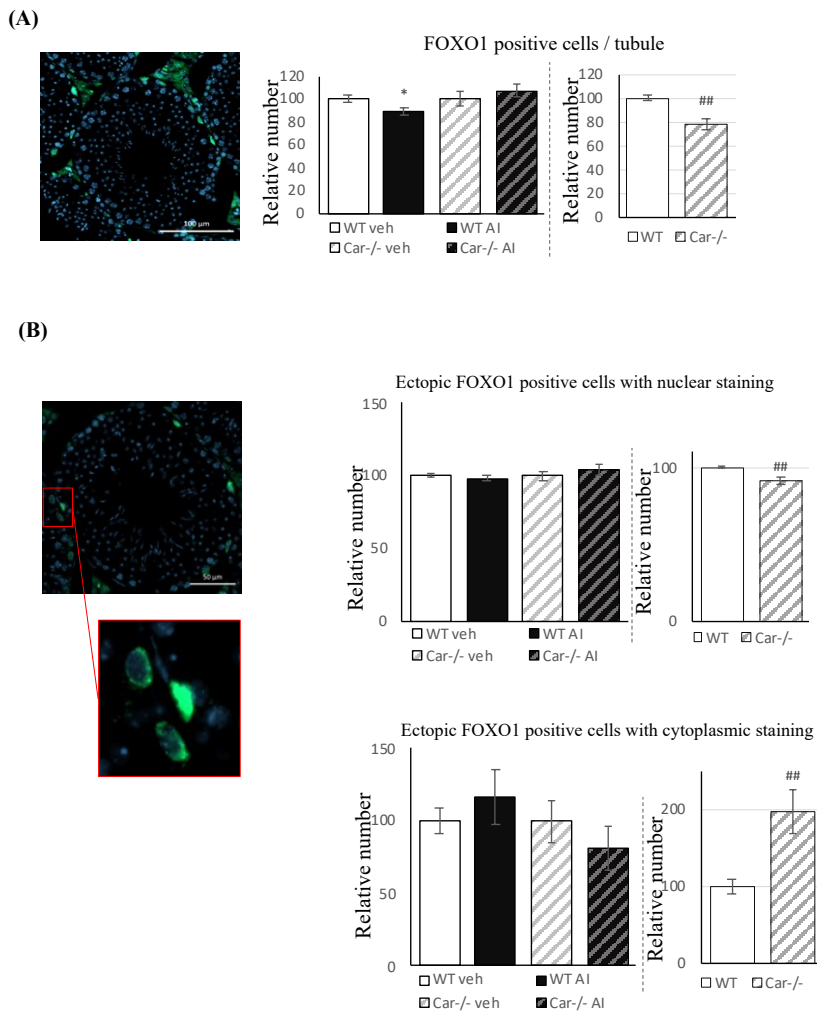 (A)
FOXO1 positive cells / tubule
100 µm
Relative number
120
100
80
60
40
20
0
*
WT veh WT AI
Car-/- veh Car-/- AI
Relative number
120
100
80
60
40
20
0
##
WT Car-/-
(B)
50 µm
Ectopic FOXO1 positive cells with nuclear staining
Relative number
150
100
50
0
WT veh WT AI
Car-/- veh Car-/- AI
Relative number
100
0
##
WT Car-/-
Ectopic FOXO1 positive cells with cytoplasmic staining
Relative number
150
100
50
0
WT veh WT AI
Car-/- veh Car-/- AI
Relative number
200
100
0
##
WT Car-/-